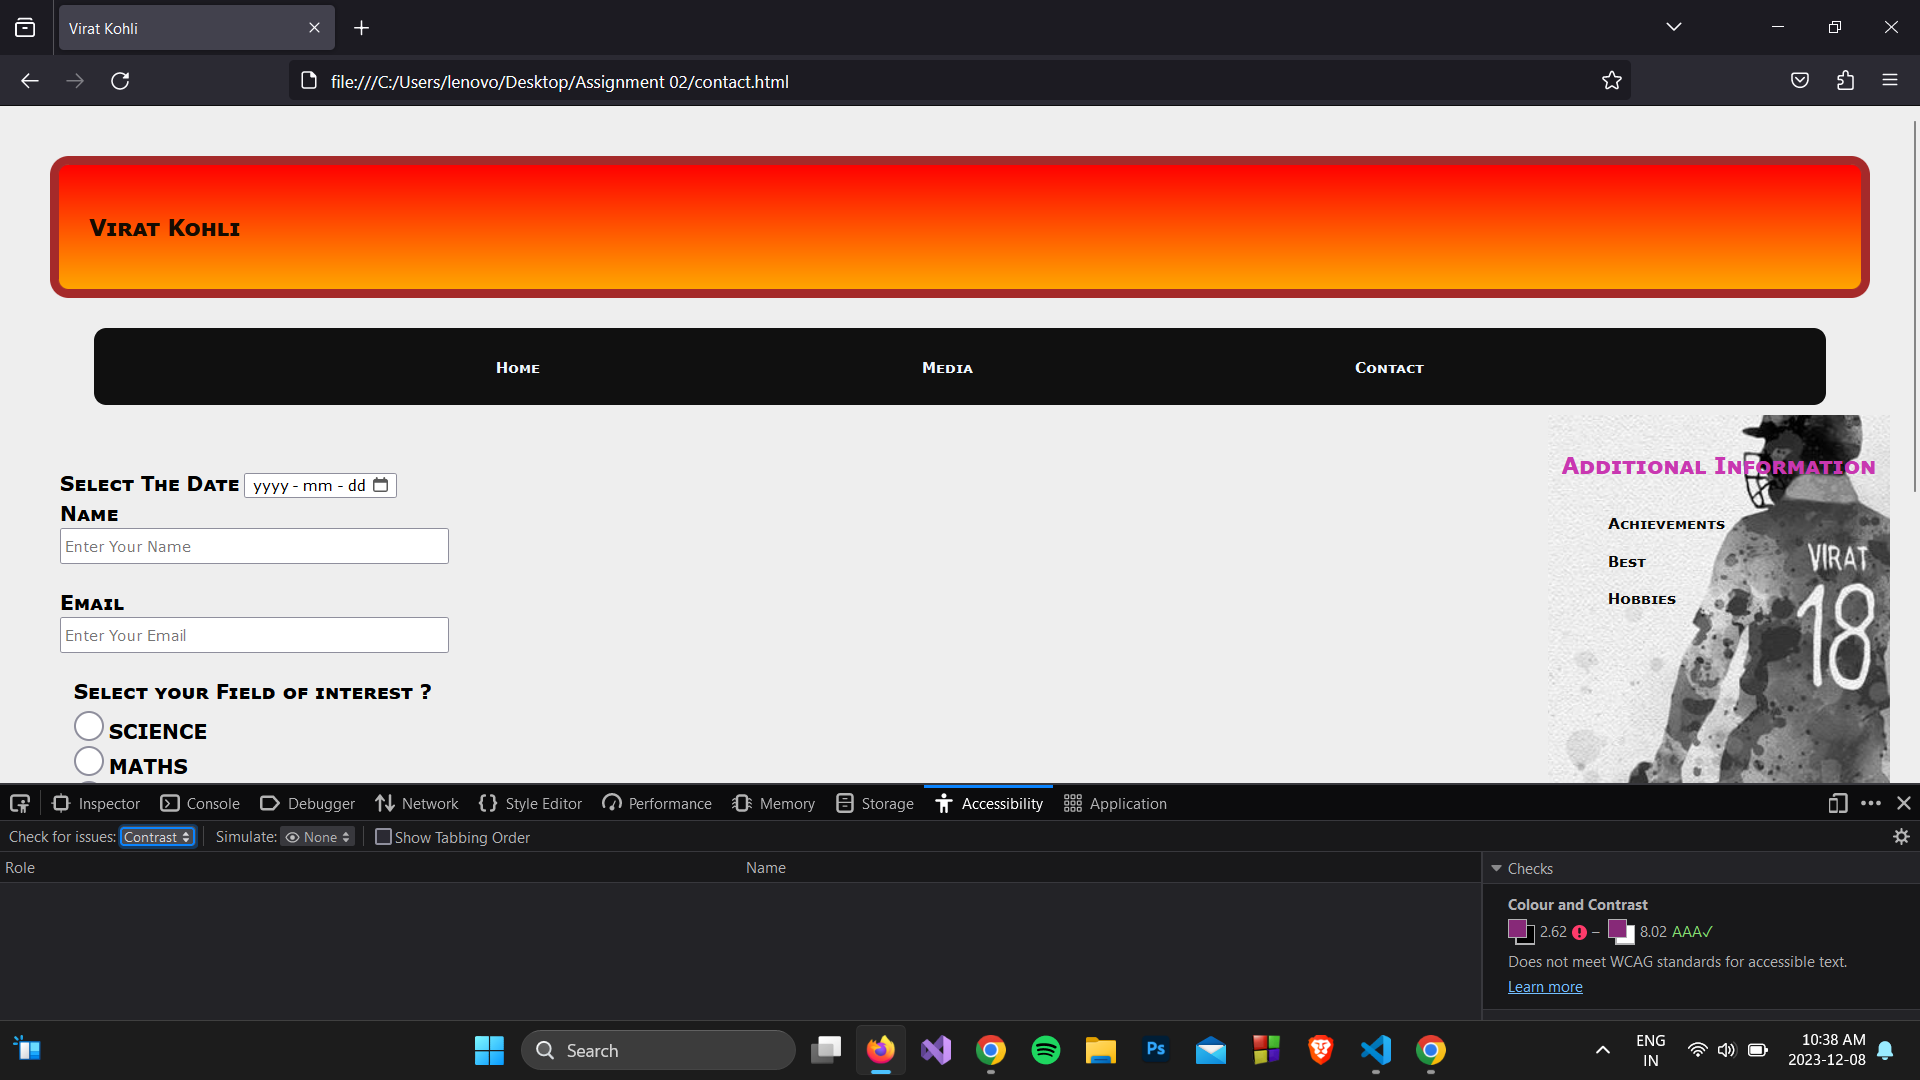 Virat Kohli
file:///C:/Users/lenovo/Desktop/Assignment 02/contact.html
Virat Kohli
Home Media Contact
Additional Information
Select The Date yyyy - mm - dd
Name
Enter Your Name
Achievements
Best
VIRAT
Hobbies
18
Email
Enter Your Email
Select your Field of interest ?
SCIENCE
MATHS
Inspector Console Debugger Network Style Editor Performance Memory Storage Accessibility Application
Check for issues: Contrast Simulate: None Show Tabbing Order
Role Name Checks
Colour and Contrast
2.62 – 8.02 AAA✓
Does not meet WCAG standards for accessible text.
Learn more
Search
Ps
ENG
IN
10:38 AM
2023-12-08